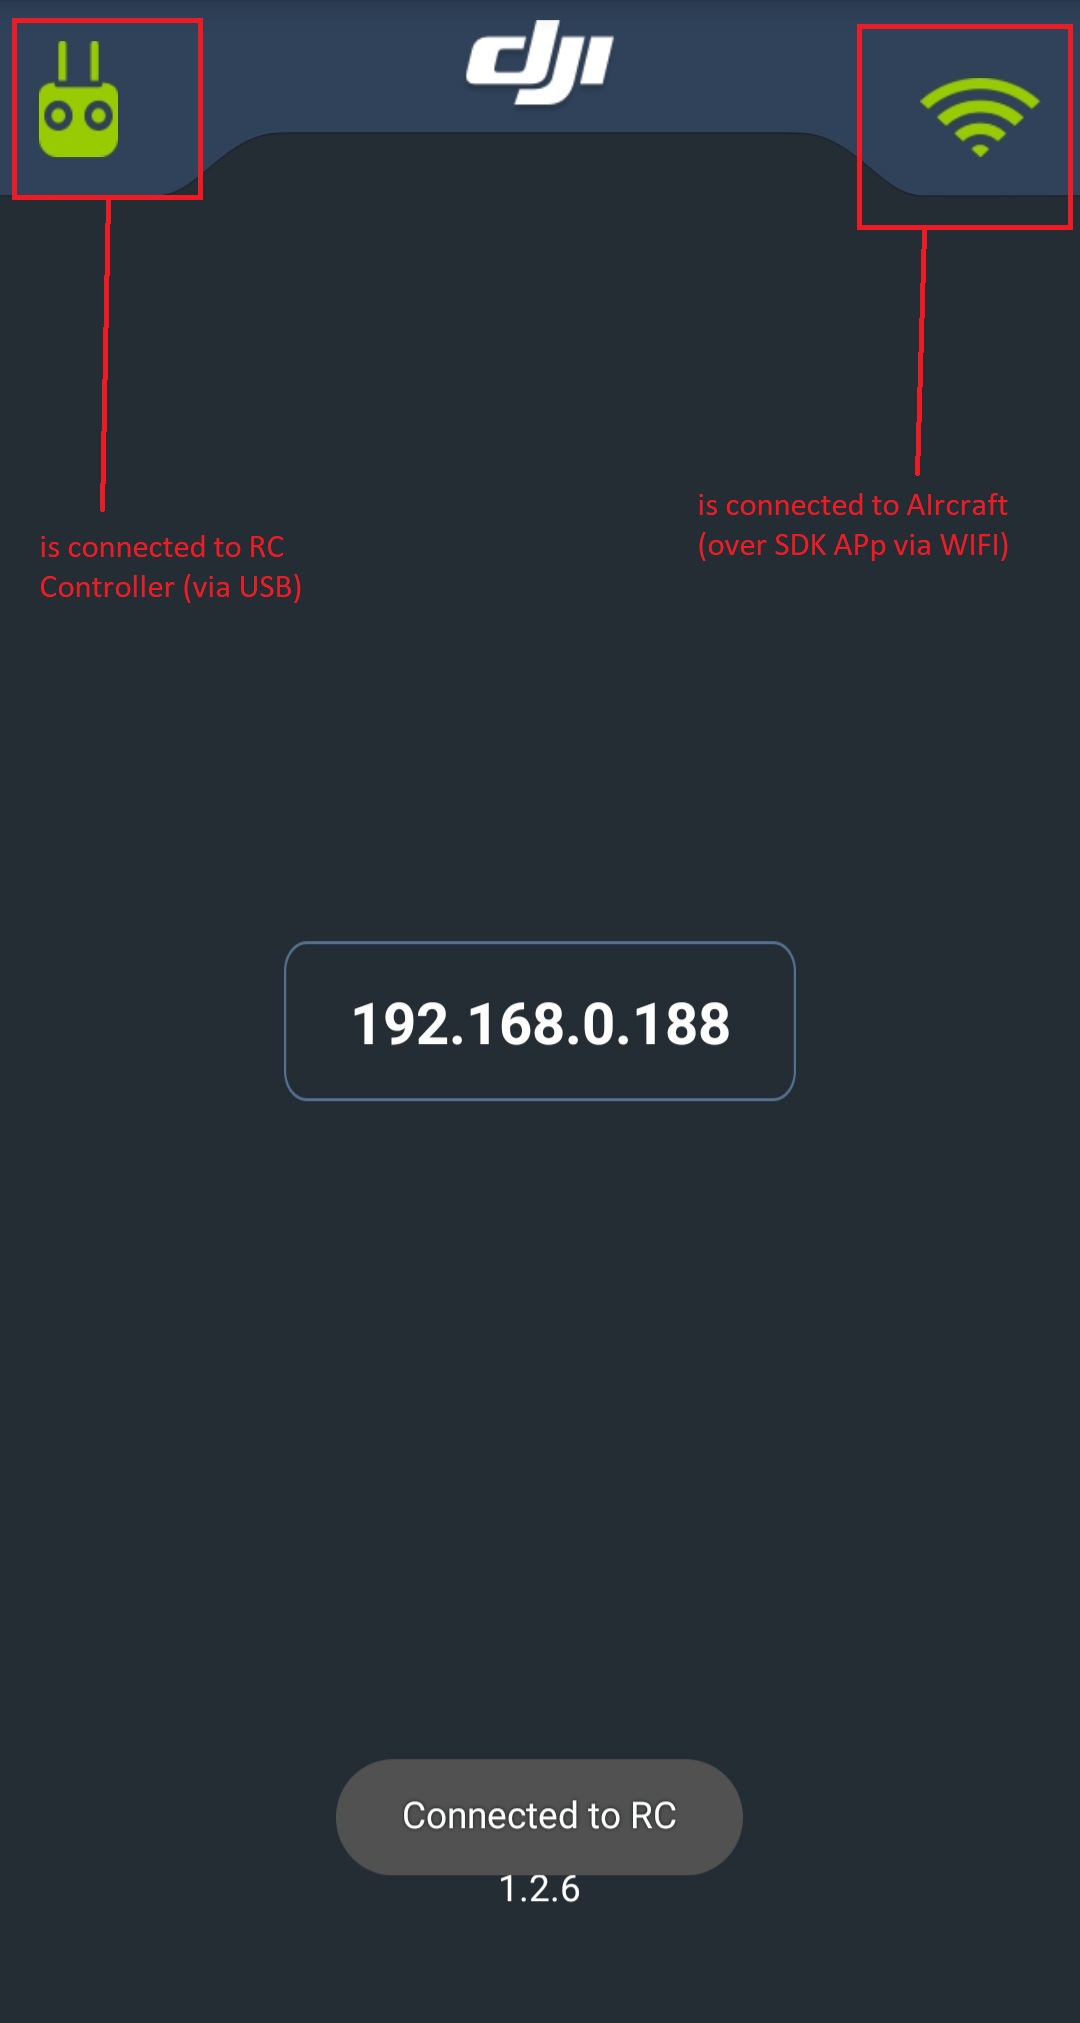 dji
is connected to AIrcraft
(over SDK APp via WIFI)
is connected to RC
Controller (via USB)
192.168.0.188
Connected to RC
1.2.6